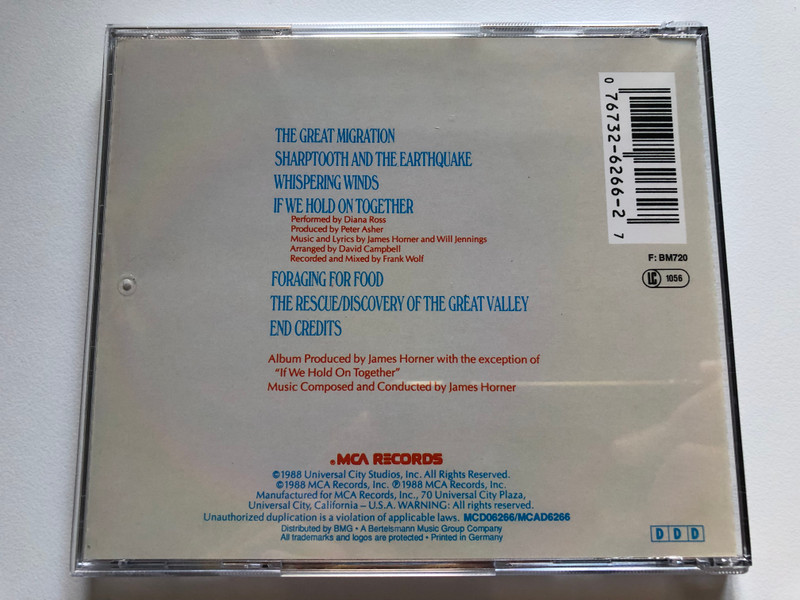 THE GREAT MIGRATION
SHARPTOOTH AND THE EARTHQUAKE
WHISPERING WINDS
IF WE HOLD ON TOGETHER
Performed by Diana Ross
Produced by Peter Asher
Music and Lyrics by James Horner and Will Jennings
Arranged by David Campbell
Recorded and Mixed by Frank Wolf
FORAGING FOR FOOD
THE RESCUE/DISCOVERY OF THE GREAT VALLEY
END CREDITS
Album Produced by James Horner with the exception of
"If We Hold On Together"
Music Composed and Conducted by James Horner
0 76732-6266-2 7
F: BM720
LC 1056
MCA RECORDS
©1988 Universal City Studios, Inc. All Rights Reserved.
©1988 MCA Records, Inc. ℗1988 MCA Records, Inc.
Manufactured for MCA Records, Inc., 70 Universal City Plaza,
Universal City, California – U.S.A. WARNING: All rights reserved.
Unauthorized duplication is a violation of applicable laws. MCD06266/MCAD6266
Distributed by BMG • A Bertelsmann Music Group Company
All trademarks and logos are protected • Printed in Germany
DDD